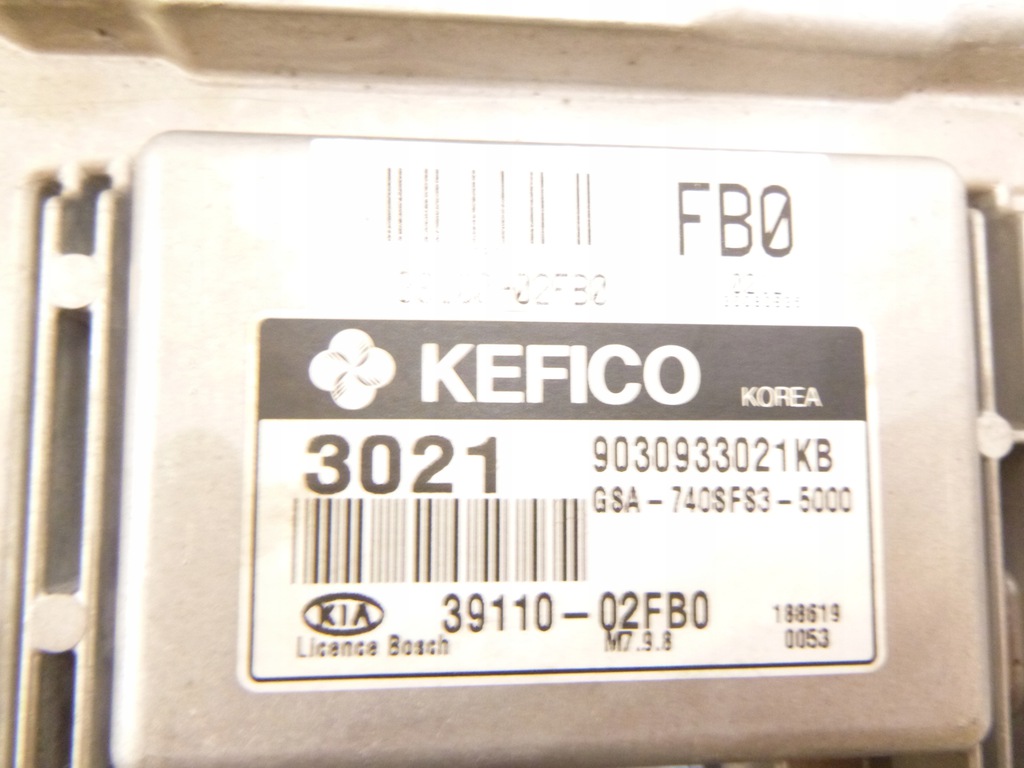 FB0
KEFICO KOREA
3021 9030933021KB
GSA-740SFS3-5000
KIA 39110-02FB0 188619
Licence Bosch M7.9.8 0053